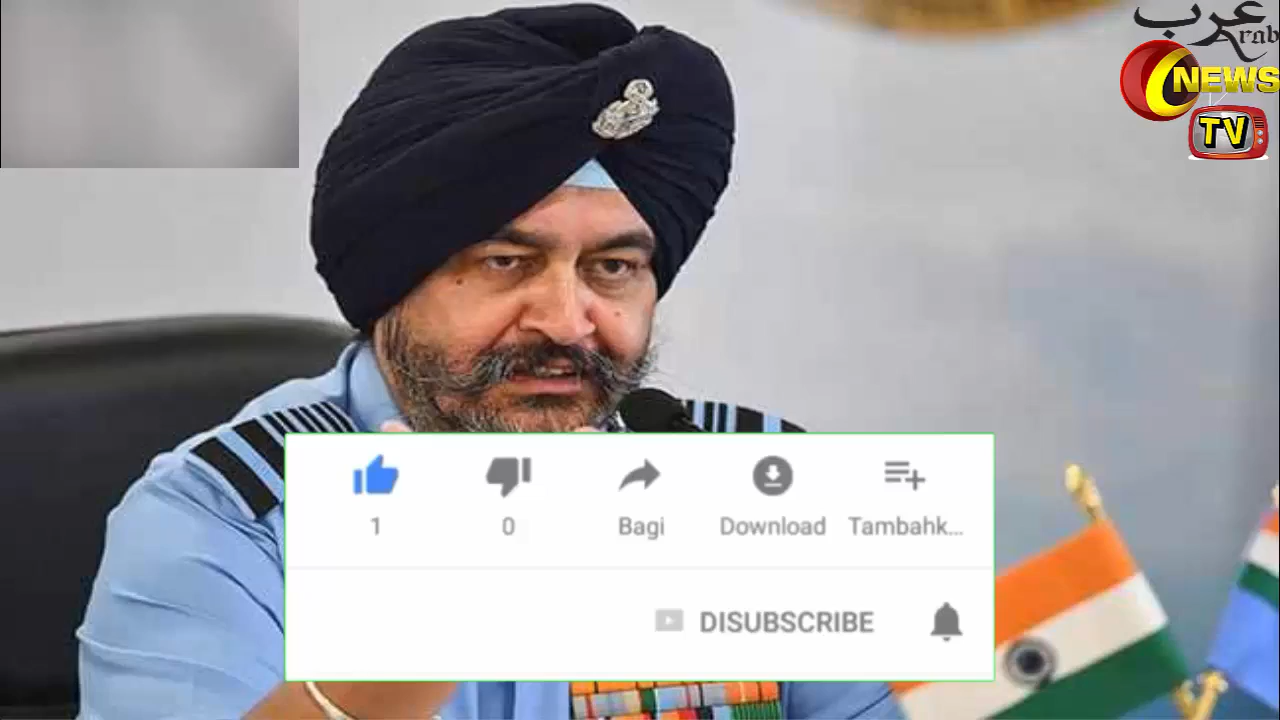 عرب
Arab
NEWS
TV
1
0
Bagi
Download
Tambahk...
DISUBSCRIBE